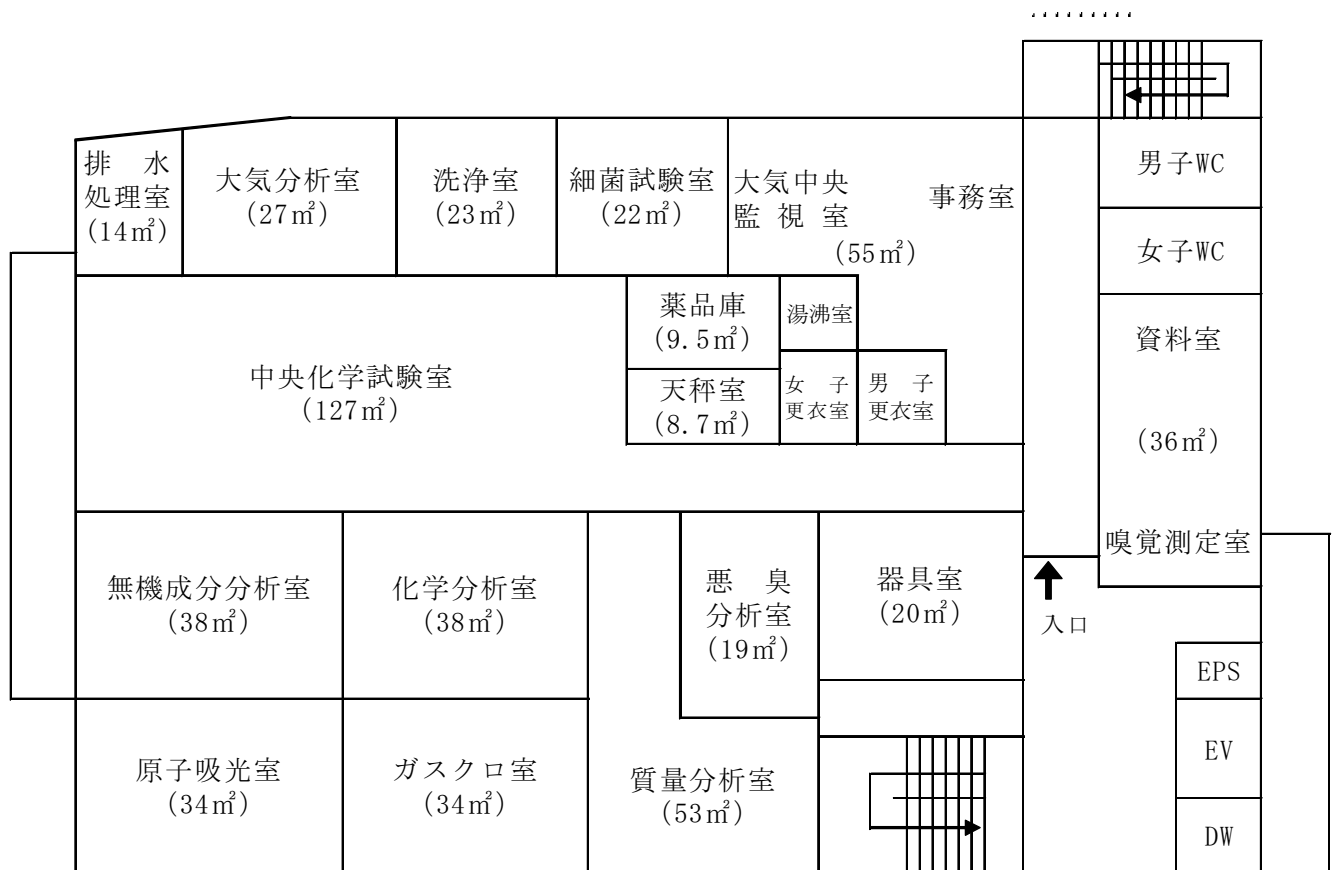 排 水
処理室
(14㎡)
大気分析室
(27㎡)
洗浄室
(23㎡)
細菌試験室
(22㎡)
大気中央
監 視 室
事務室
(55㎡)
男子WC
女子WC
薬品庫
(9.5㎡)
湯沸室
資料室
中央化学試験室
(127㎡)
天秤室
(8.7㎡)
女 子
更衣室
男 子
更衣室
(36㎡)
嗅覚測定室
無機成分分析室
(38㎡)
化学分析室
(38㎡)
悪 臭
分析室
(19㎡)
器具室
(20㎡)
入口
EPS
原子吸光室
(34㎡)
ガスクロ室
(34㎡)
質量分析室
(53㎡)
EV
DW